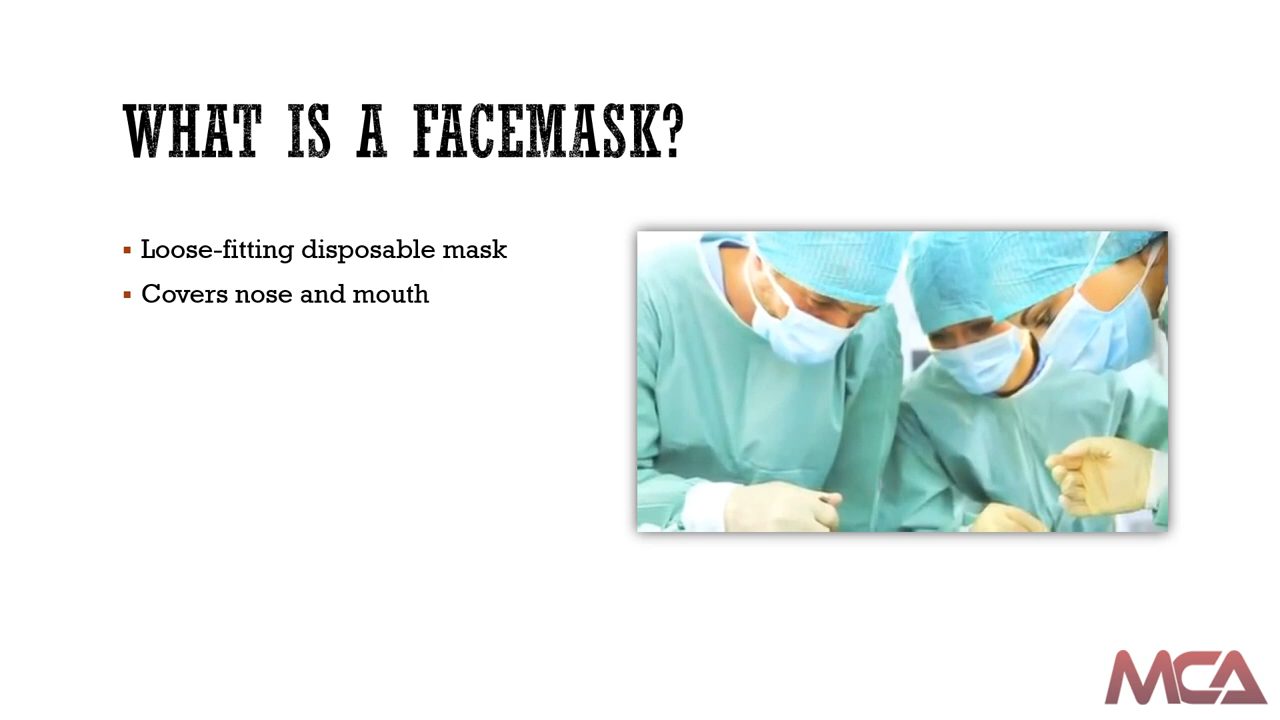 WHAT IS A FACEMASK?
Loose-fitting disposable mask
Covers nose and mouth
MCA